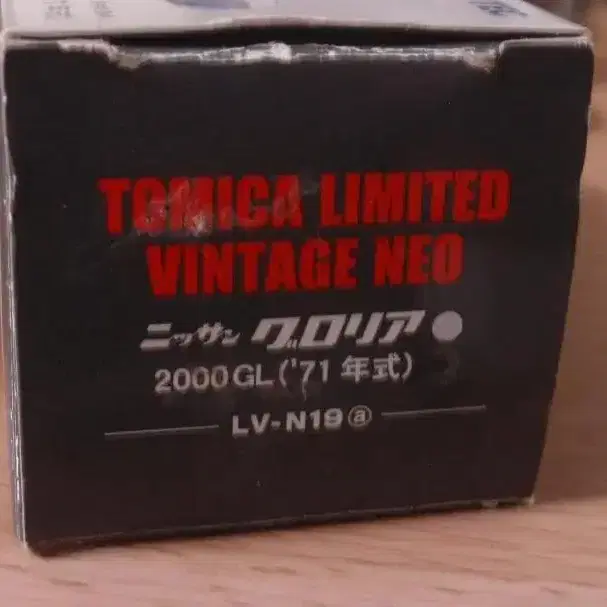 TOMICA LIMITED
VINTAGE NEO
ニッサン グロリア
2000GL('71 年式)
LV-N19ⓐ